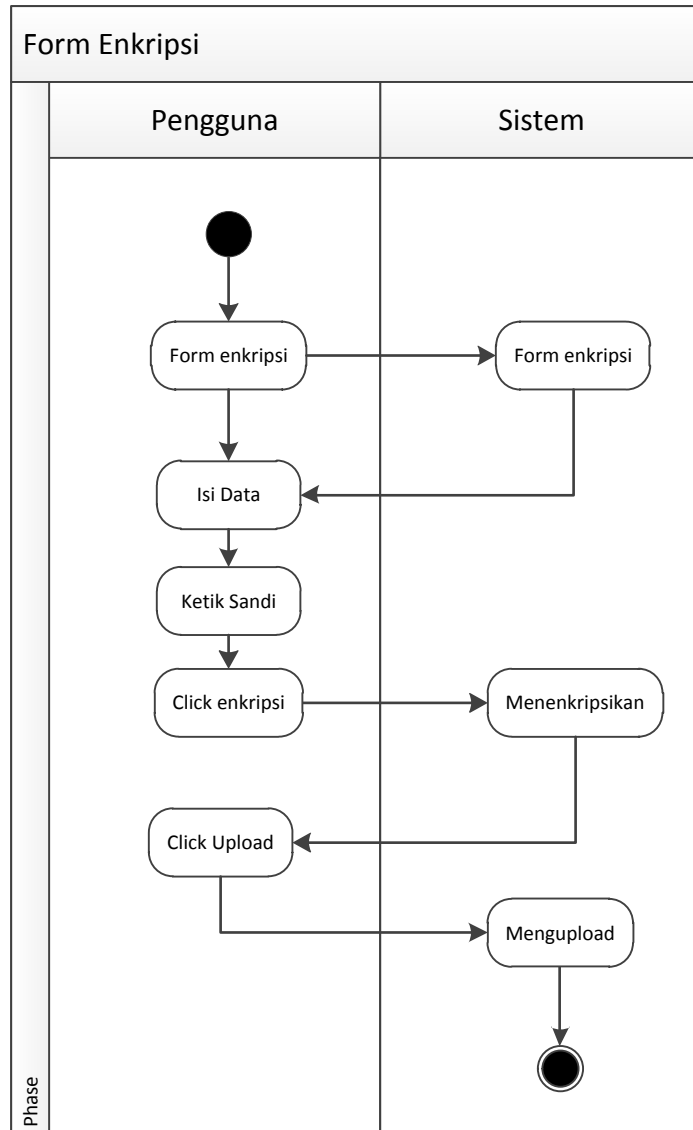 Form Enkripsi
Pengguna
Sistem
Form enkripsi
Form enkripsi
Isi Data
Ketik Sandi
Click enkripsi
Menenkripsikan
Click Upload
Mengupload
Phase